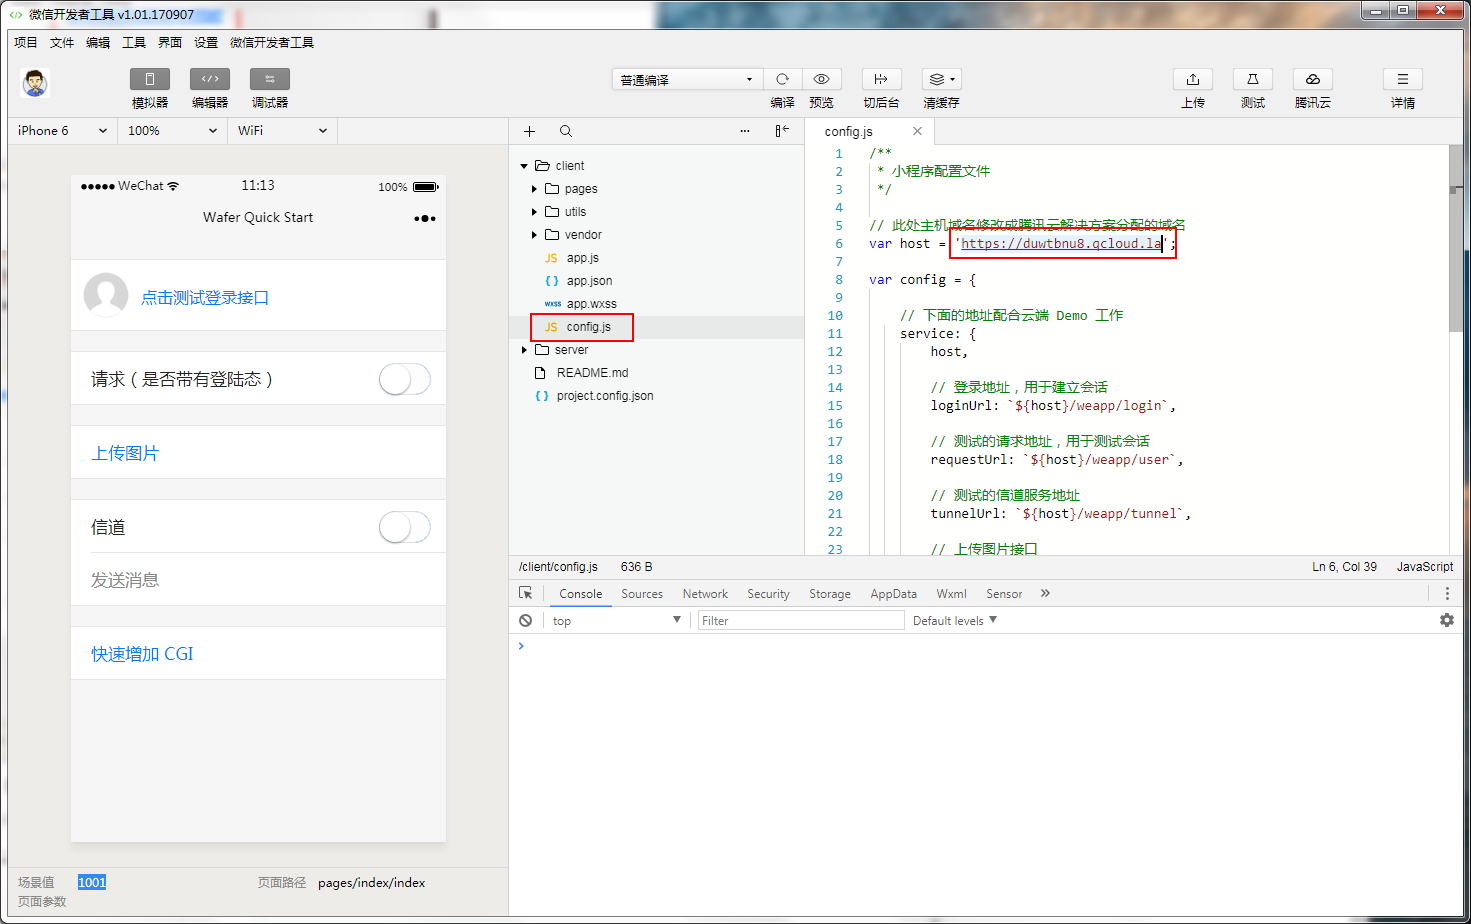 微信开发者工具 v1.01.170907
项目 文件 编辑 工具 界面 设置 微信开发者工具
普通编译
模拟器 编辑器 调试器 编译 预览 切后台 清缓存 上传 测试 腾讯云 详情
iPhone 6 100% WiFi
WeChat 11:13 100%
Wafer Quick Start
点击测试登录接口
请求（是否带有登陆态）
上传图片
信道
发送消息
快速增加 CGI
场景值 1001 页面路径 pages/index/index
页面参数
client
pages
utils
vendor
JS app.js
{ } app.json
wxss app.wxss
JS config.js
server
README.md
{ } project.config.json
config.js
1 /**
2 * 小程序配置文件
3 */
4
5 // 此处主机域名修改成腾讯云解决方案分配的域名
6 var host = 'https://duwtbnu8.qcloud.la';
7
8 var config = {
9
10 // 下面的地址配合云端 Demo 工作
11 service: {
12 host,
13
14 // 登录地址，用于建立会话
15 loginUrl: `${host}/weapp/login`,
16
17 // 测试的请求地址，用于测试会话
18 requestUrl: `${host}/weapp/user`,
19
20 // 测试的信道服务地址
21 tunnelUrl: `${host}/weapp/tunnel`,
22
23 // 上传图片接口
/client/config.js 636 B Ln 6, Col 39 JavaScript
Console Sources Network Security Storage AppData Wxml Sensor
top Filter Default levels